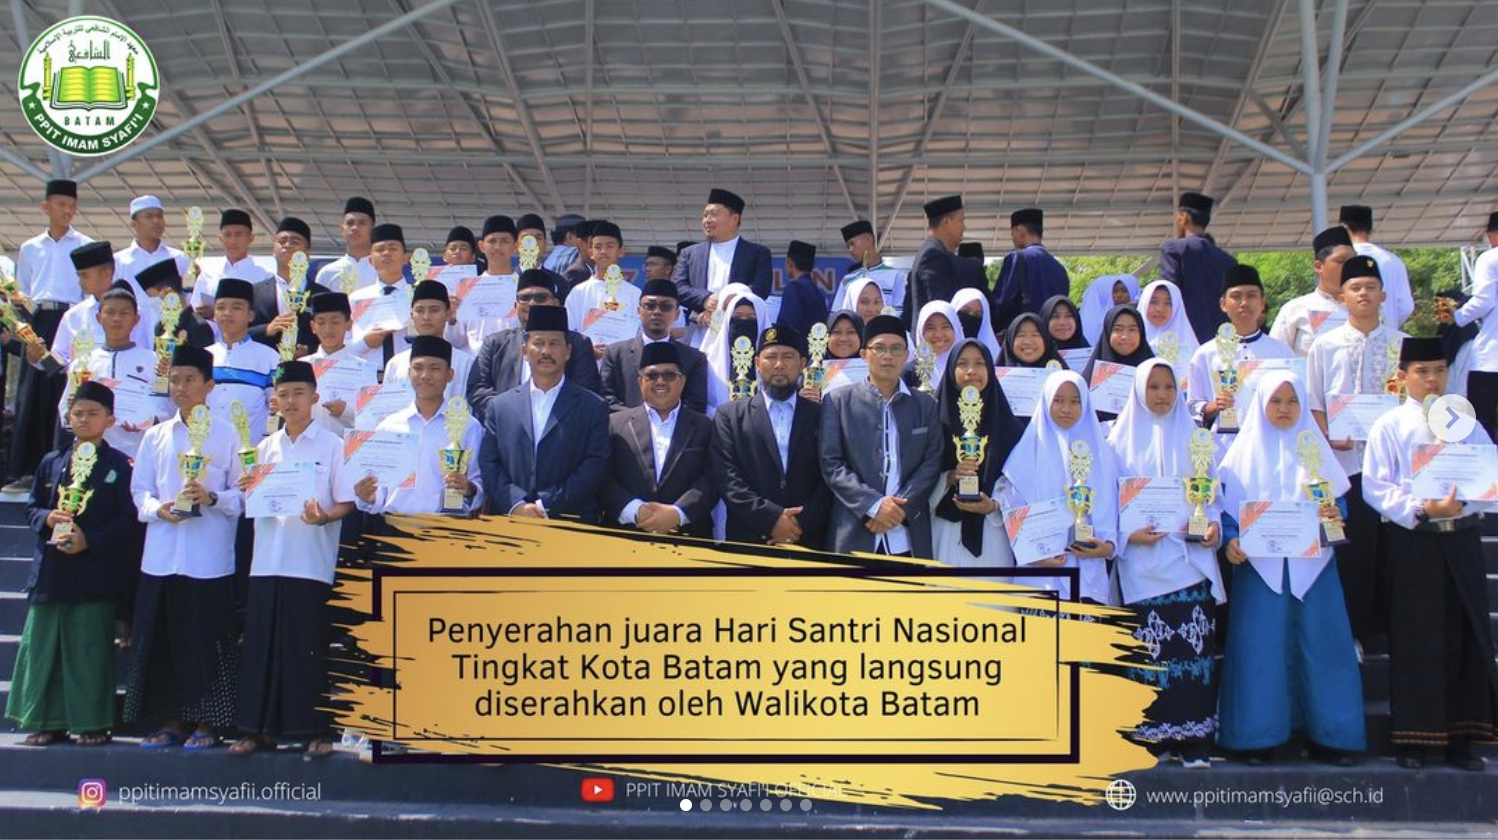 الشافعي
BATAM
★ PPIT IMAM SYAFI'I ★
Penyerahan juara Hari Santri Nasional
Tingkat Kota Batam yang langsung
diserahkan oleh Walikota Batam
ppitimamsyafii.official
PPIT IMAM SYAFI'I OFFICIAL
www.ppitimamsyafii@sch.id